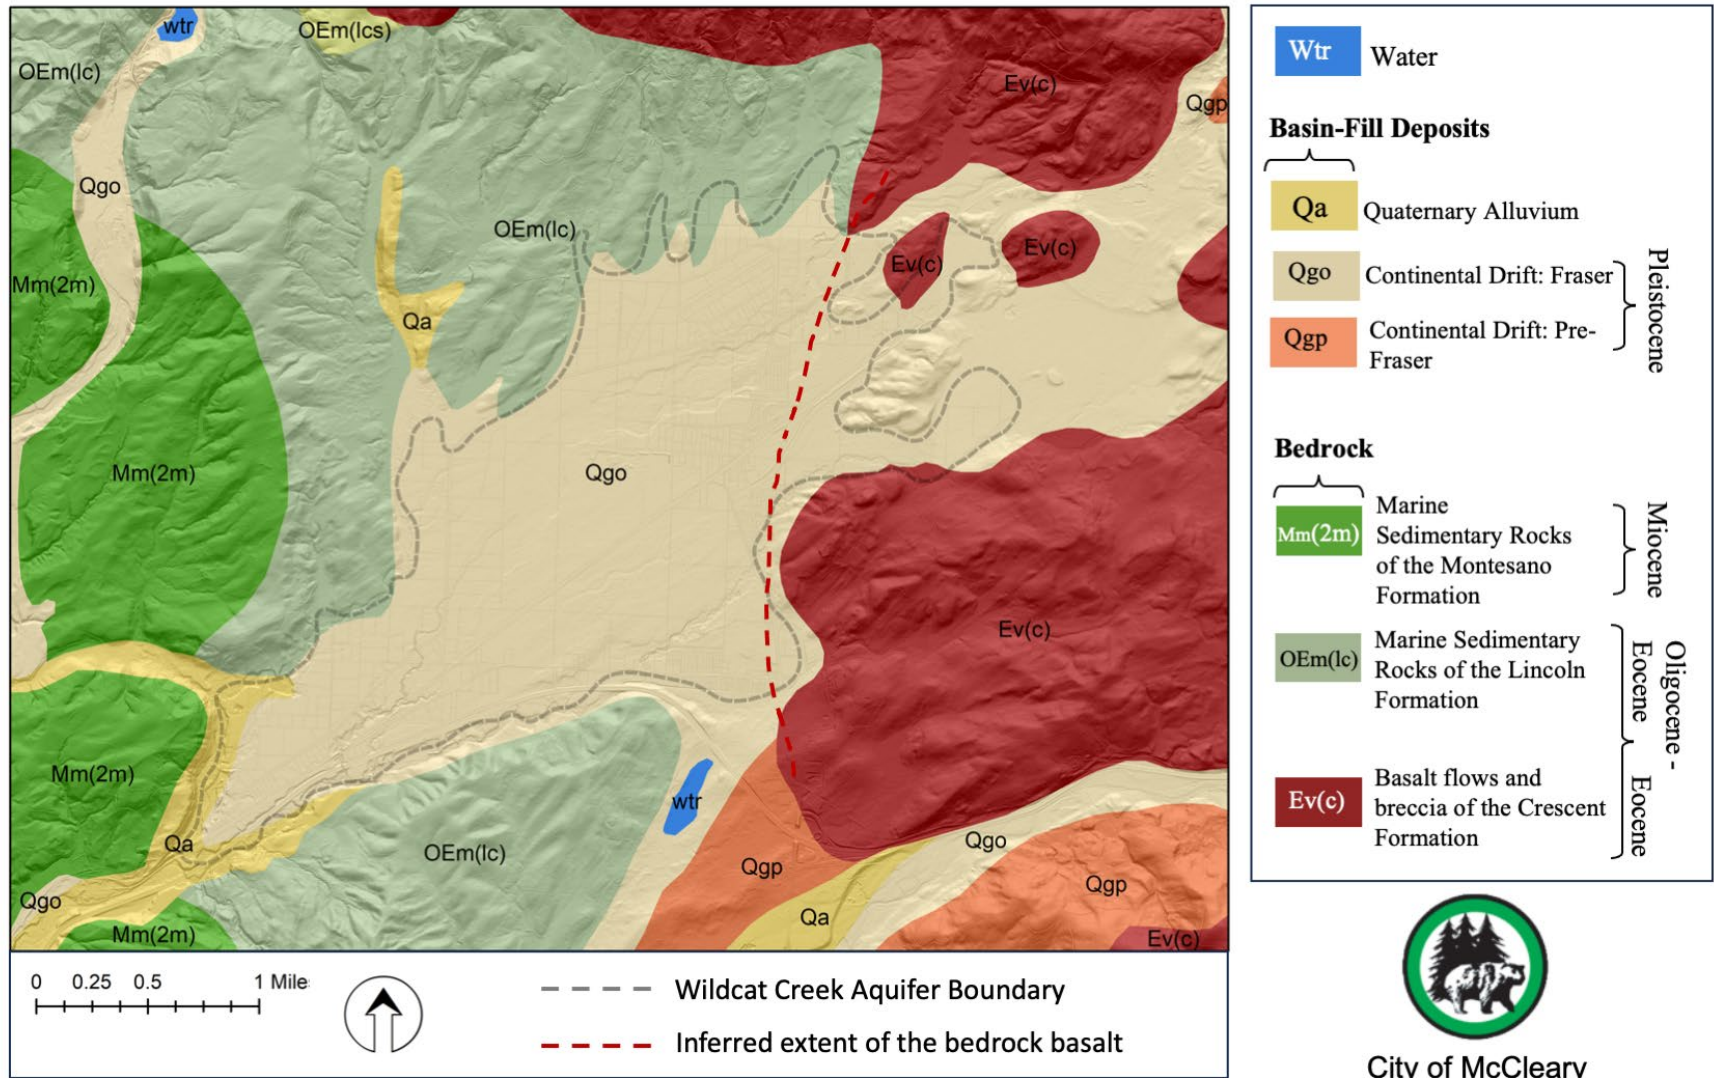 wtr
OEm(lcs)
OEm(lc)
Ev(c)
Qgp
Qgo
OEm(lc)
Ev(c)
Ev(c)
Mm(2m)
Qa
Mm(2m)
Qgo
Ev(c)
Mm(2m)
wtr
Qa
OEm(lc)
Qgo
Qgp
Qgp
Qgo
Qa
Mm(2m)
Ev(c)
0 0.25 0.5 1 Mile
Wildcat Creek Aquifer Boundary
Inferred extent of the bedrock basalt
Wtr Water
Basin-Fill Deposits
Qa Quaternary Alluvium
Qgo Continental Drift: Fraser
Qgp Continental Drift: Pre-
Fraser
Pleistocene
Bedrock
Mm(2m) Marine
Sedimentary Rocks
of the Montesano
Formation
Miocene
OEm(lc) Marine Sedimentary
Rocks of the Lincoln
Formation
Oligocene -
Eocene
Ev(c) Basalt flows and
breccia of the Crescent
Formation
Eocene
City of McCleary